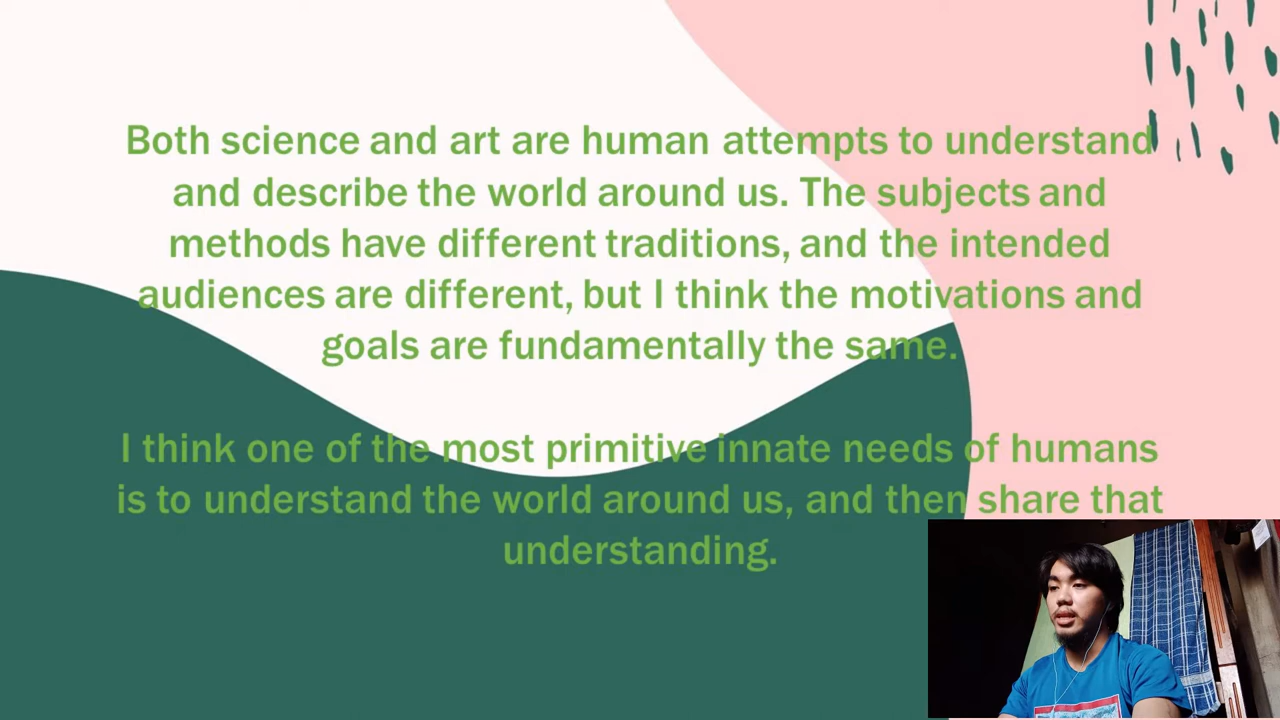 Both science and art are human attempts to understand
and describe the world around us. The subjects and
methods have different traditions, and the intended
audiences are different, but I think the motivations and
goals are fundamentally the same.
I think one of the most primitive innate needs of humans
is to understand the world around us, and then share that
understanding.